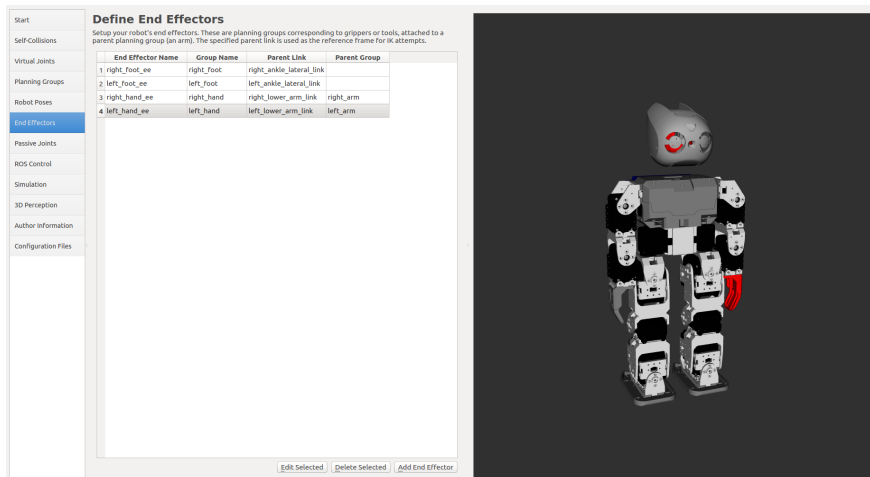 Start
Self-Collisions
Virtual Joints
Planning Groups
Robot Poses
End Effectors
Passive Joints
ROS Control
Simulation
3D Perception
Author Information
Configuration Files
Define End Effectors
Setup your robot's end effectors. These are planning groups corresponding to grippers or tools, attached to a
parent planning group (an arm). The specified parent link is used as the reference frame for IK attempts.
End Effector Name Group Name Parent Link Parent Group
1 right_foot_ee right_foot right_ankle_lateral_link
2 left_foot_ee left_foot left_ankle_lateral_link
3 right_hand_ee right_hand right_lower_arm_link right_arm
4 left_hand_ee left_hand left_lower_arm_link left_arm
Edit Selected Delete Selected Add End Effector